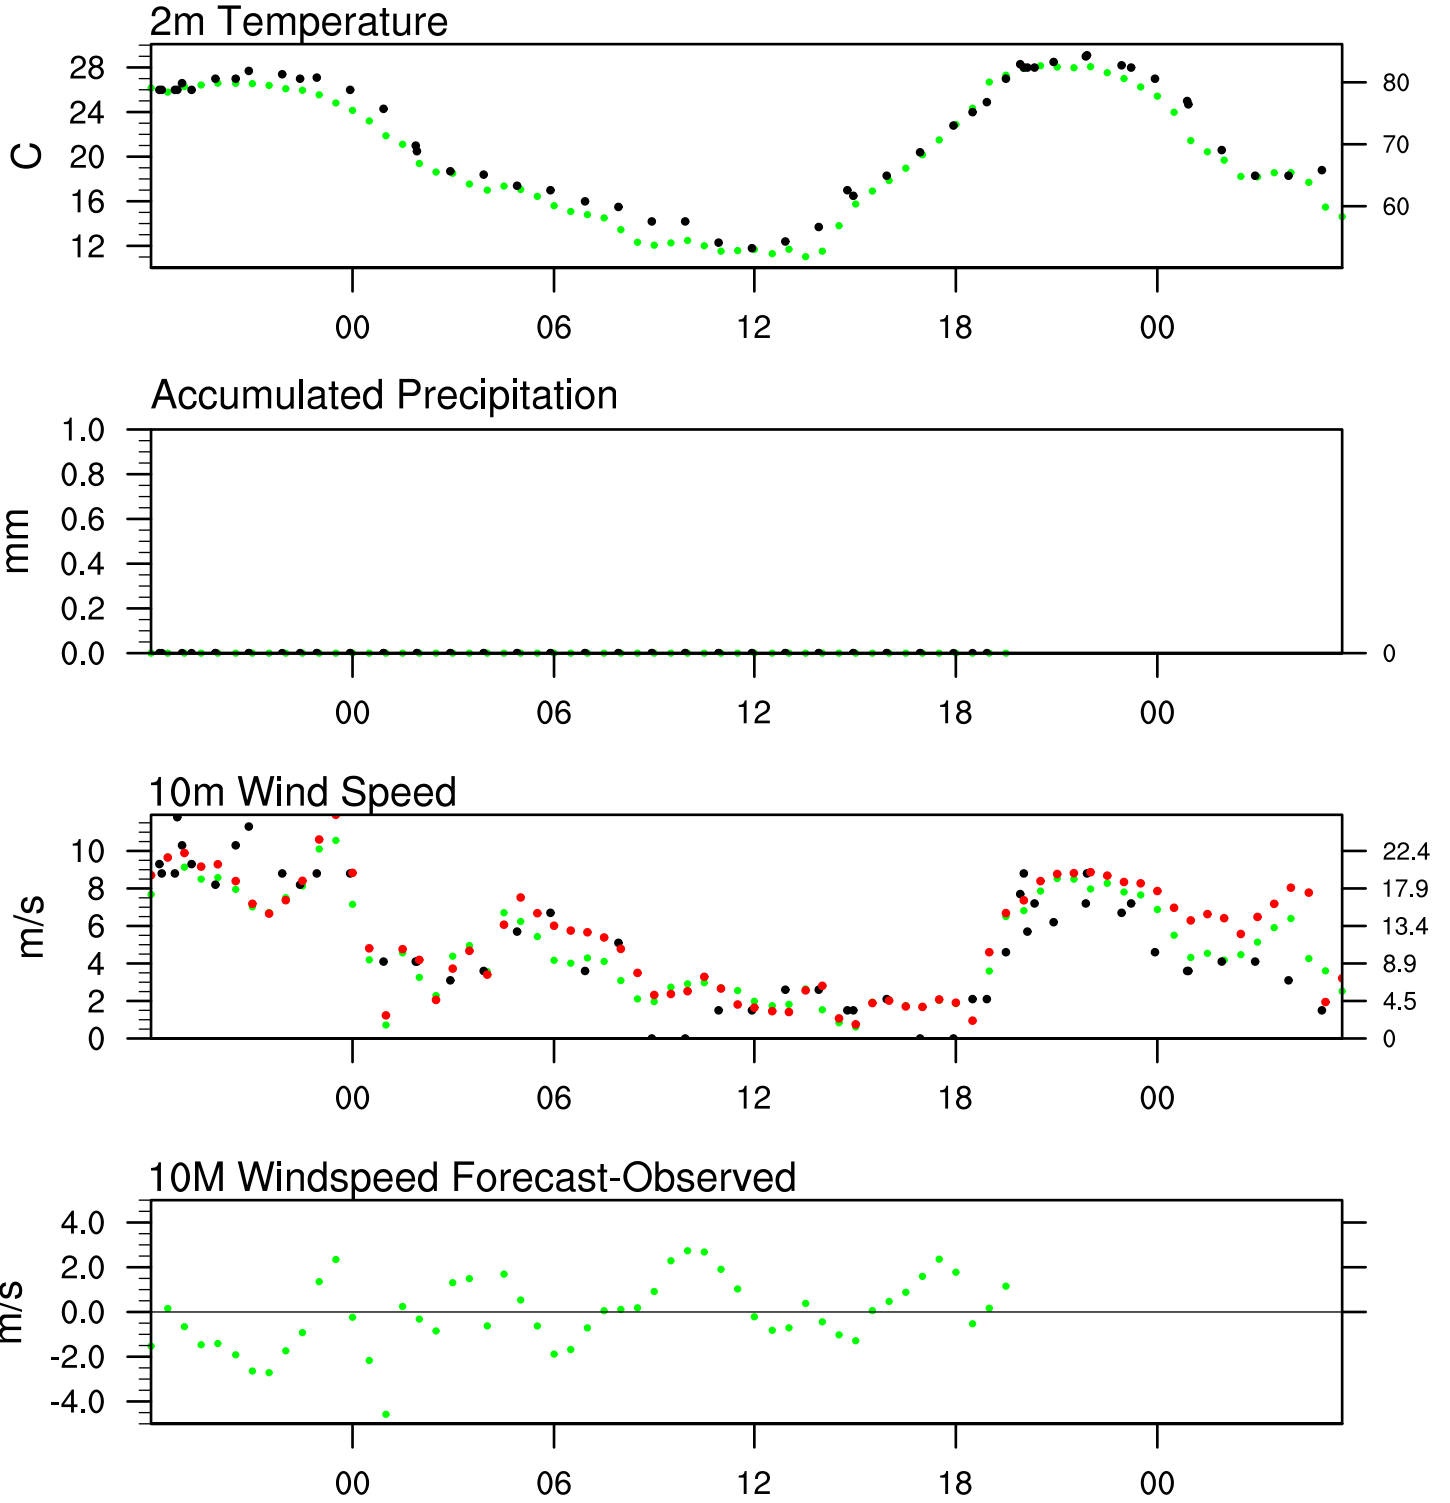 2m Temperature
28
24
20
16
12
C
80
70
60
00 06 12 18 00
Accumulated Precipitation
1.0
0.8
0.6
0.4
0.2
0.0
mm
0
00 06 12 18 00
10m Wind Speed
10
8
6
4
2
0
m/s
22.4
17.9
13.4
8.9
4.5
0
00 06 12 18 00
10M Windspeed Forecast-Observed
4.0
2.0
0.0
-2.0
-4.0
m/s
00 06 12 18 00